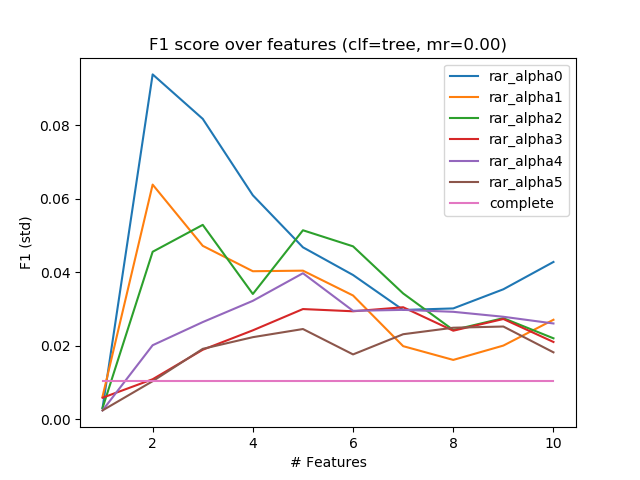 F1 score over features (clf=tree, mr=0.00)
rar_alpha0
rar_alpha1
rar_alpha2
rar_alpha3
rar_alpha4
rar_alpha5
complete
F1 (std)
0.08
0.06
0.04
0.02
0.00
2 4 6 8 10
# Features